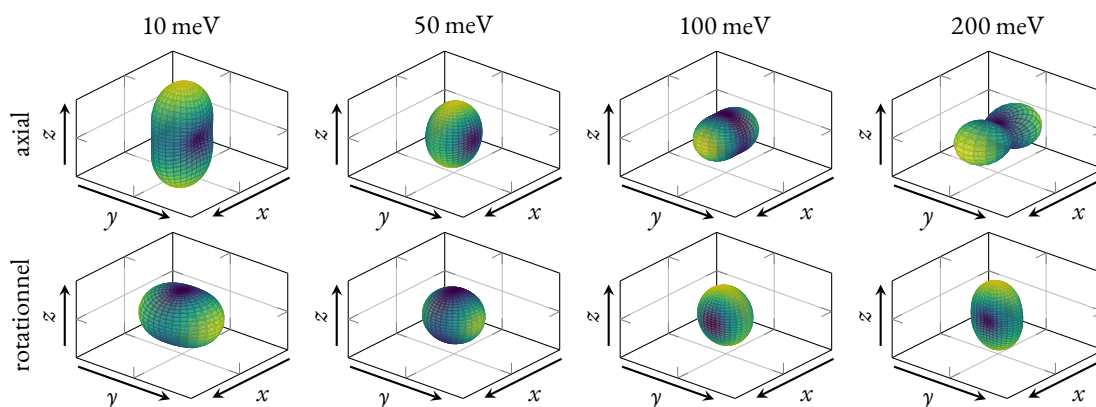 10 meV 50 meV 100 meV 200 meV
axial
z z z z
y x y x y x y x
rotationnel
z z z z
y x y x y x y x